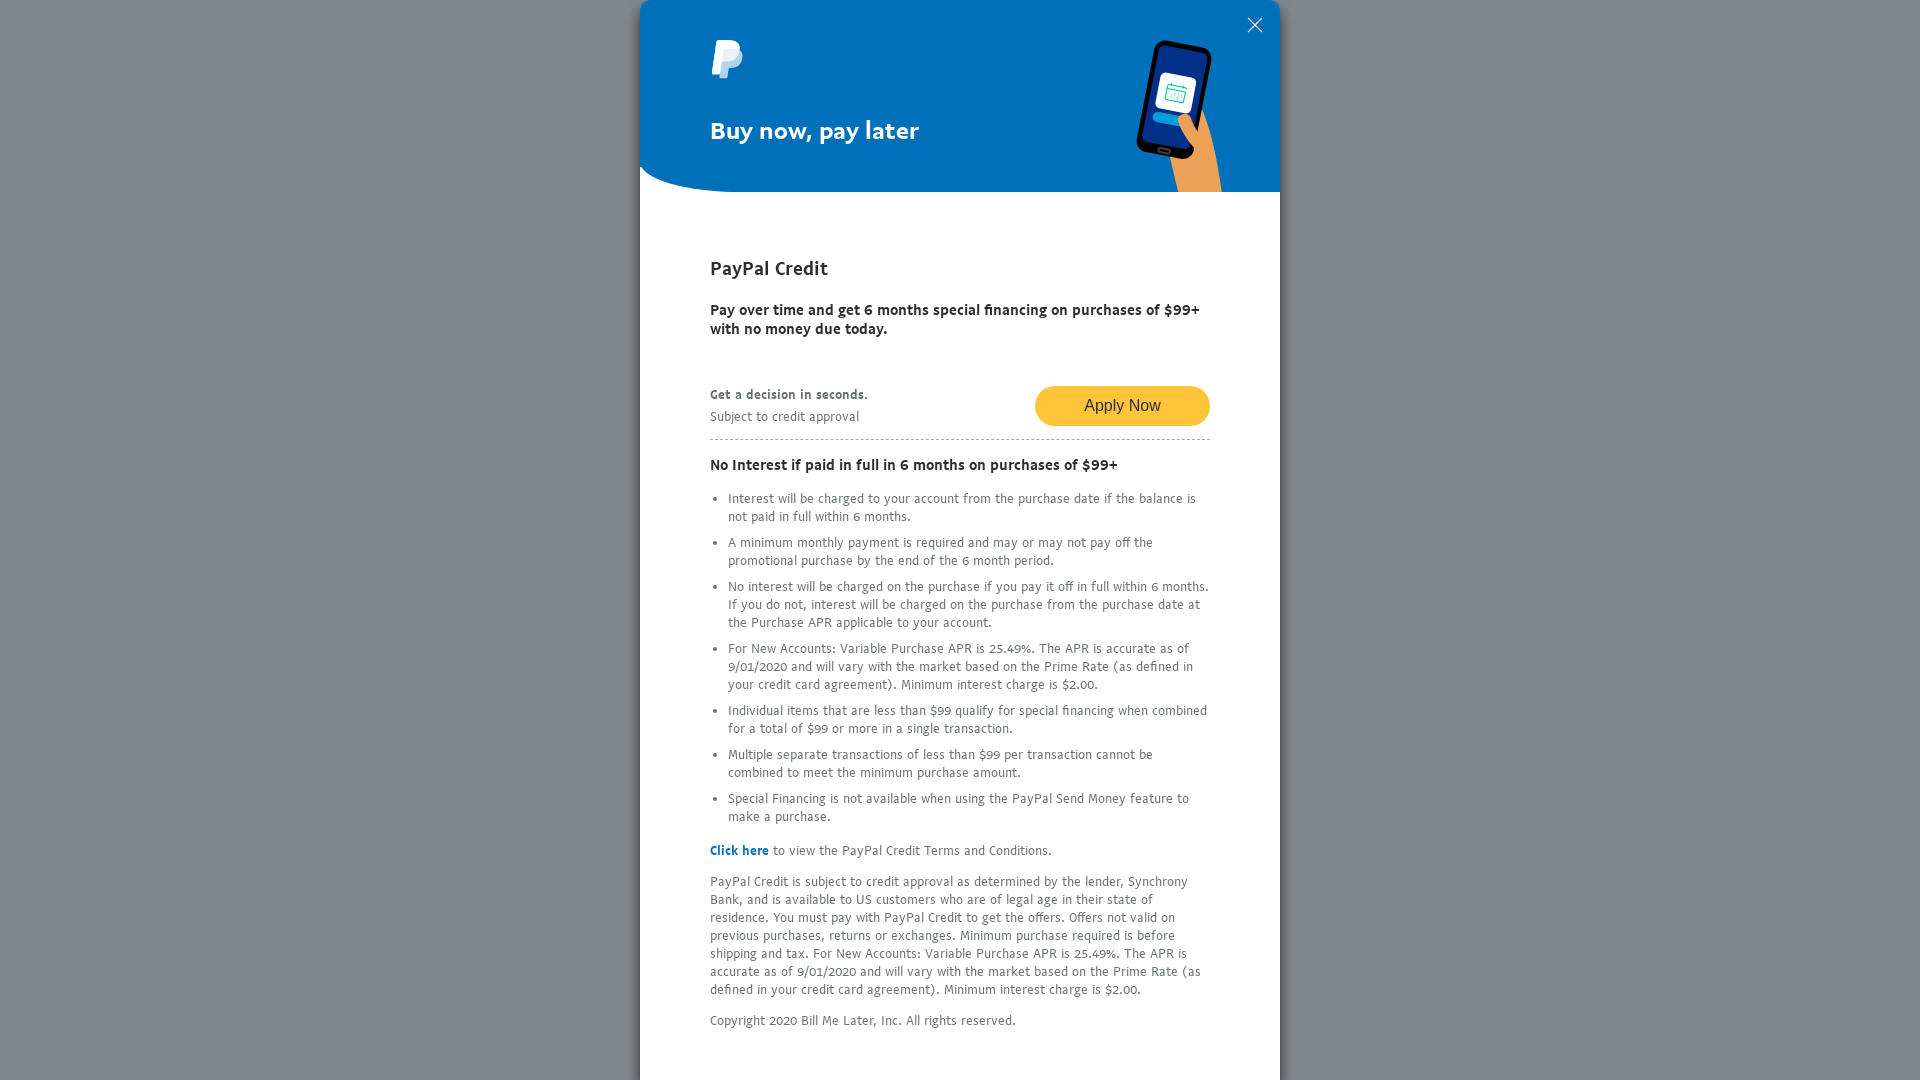 Buy now, pay later
PayPal Credit
Pay over time and get 6 months special financing on purchases of $99+
with no money due today.
Get a decision in seconds.
Subject to credit approval
Apply Now
No Interest if paid in full in 6 months on purchases of $99+
• Interest will be charged to your account from the purchase date if the balance is
not paid in full within 6 months.
• A minimum monthly payment is required and may or may not pay off the
promotional purchase by the end of the 6 month period.
• No interest will be charged on the purchase if you pay it off in full within 6 months.
If you do not, interest will be charged on the purchase from the purchase date at
the Purchase APR applicable to your account.
• For New Accounts: Variable Purchase APR is 25.49%. The APR is accurate as of
9/01/2020 and will vary with the market based on the Prime Rate (as defined in
your credit card agreement). Minimum interest charge is $2.00.
• Individual items that are less than $99 qualify for special financing when combined
for a total of $99 or more in a single transaction.
• Multiple separate transactions of less than $99 per transaction cannot be
combined to meet the minimum purchase amount.
• Special Financing is not available when using the PayPal Send Money feature to
make a purchase.
Click here to view the PayPal Credit Terms and Conditions.
PayPal Credit is subject to credit approval as determined by the lender, Synchrony
Bank, and is available to US customers who are of legal age in their state of
residence. You must pay with PayPal Credit to get the offers. Offers not valid on
previous purchases, returns or exchanges. Minimum purchase required is before
shipping and tax. For New Accounts: Variable Purchase APR is 25.49%. The APR is
accurate as of 9/01/2020 and will vary with the market based on the Prime Rate (as
defined in your credit card agreement). Minimum interest charge is $2.00.
Copyright 2020 Bill Me Later, Inc. All rights reserved.